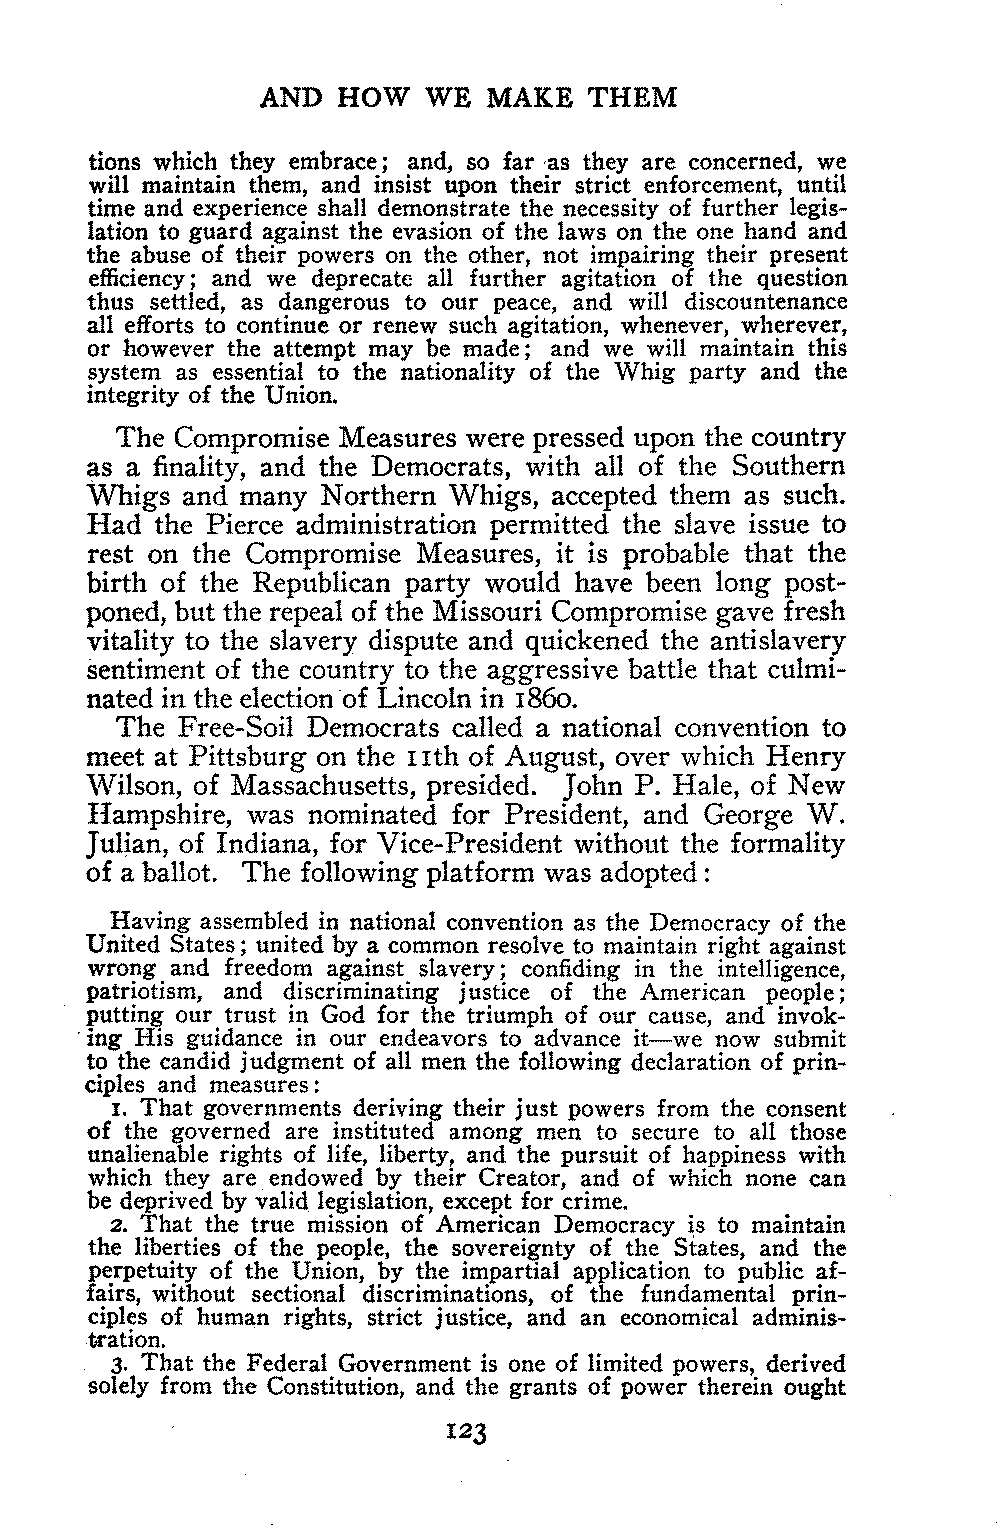 AND HOW WE MAKE THEM
tions which they embrace; and, so far as they are concerned, we
will maintain them, and insist upon their strict enforcement, until
time and experience shall demonstrate the necessity of further legis-
lation to guard against the evasion of the laws on the one hand and
the abuse of their powers on the other, not impairing their present
efficiency; and we deprecate all further agitation of the question
thus settled, as dangerous to our peace, and will discountenance
all efforts to continue or renew such agitation, whenever, wherever,
or however the attempt may be made; and we will maintain this
system as essential to the nationality of the Whig party and the
integrity of the Union.
The Compromise Measures were pressed upon the country
as a finality, and the Democrats, with all of the Southern
Whigs and many Northern Whigs, accepted them as such.
Had the Pierce administration permitted the slave issue to
rest on the Compromise Measures, it is probable that the
birth of the Republican party would have been long post-
poned, but the repeal of the Missouri Compromise gave fresh
vitality to the slavery dispute and quickened the antislavery
sentiment of the country to the aggressive battle that culmi-
nated in the election of Lincoln in 1860.
The Free-Soil Democrats called a national convention to
meet at Pittsburg on the 11th of August, over which Henry
Wilson, of Massachusetts, presided. John P. Hale, of New
Hampshire, was nominated for President, and George W.
Julian, of Indiana, for Vice-President without the formality
of a ballot. The following platform was adopted:
Having assembled in national convention as the Democracy of the
United States; united by a common resolve to maintain right against
wrong and freedom against slavery; confiding in the intelligence,
patriotism, and discriminating justice of the American people;
putting our trust in God for the triumph of our cause, and invok-
ing His guidance in our endeavors to advance it—we now submit
to the candid judgment of all men the following declaration of prin-
ciples and measures:
1. That governments deriving their just powers from the consent
of the governed are instituted among men to secure to all those
unalienable rights of life, liberty, and the pursuit of happiness with
which they are endowed by their Creator, and of which none can
be deprived by valid legislation, except for crime.
2. That the true mission of American Democracy is to maintain
the liberties of the people, the sovereignty of the States, and the
perpetuity of the Union, by the impartial application to public af-
fairs, without sectional discriminations, of the fundamental prin-
ciples of human rights, strict justice, and an economical adminis-
tration.
3. That the Federal Government is one of limited powers, derived
solely from the Constitution, and the grants of power therein ought
123